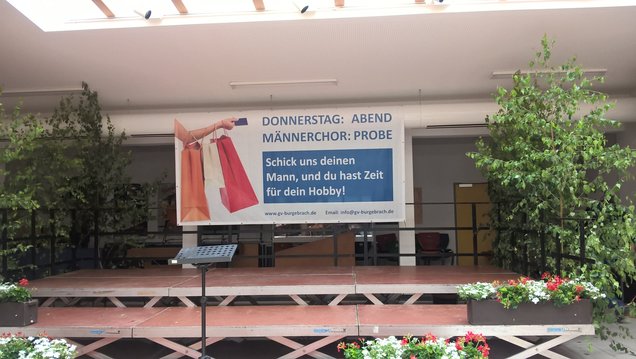 DONNERSTAG: ABEND
MÄNNERCHOR: PROBE
Schick uns deinen
Mann, und du hast Zeit
für dein Hobby!
www.gv-burgebrach.de Email: info@gv-burgebrach.de